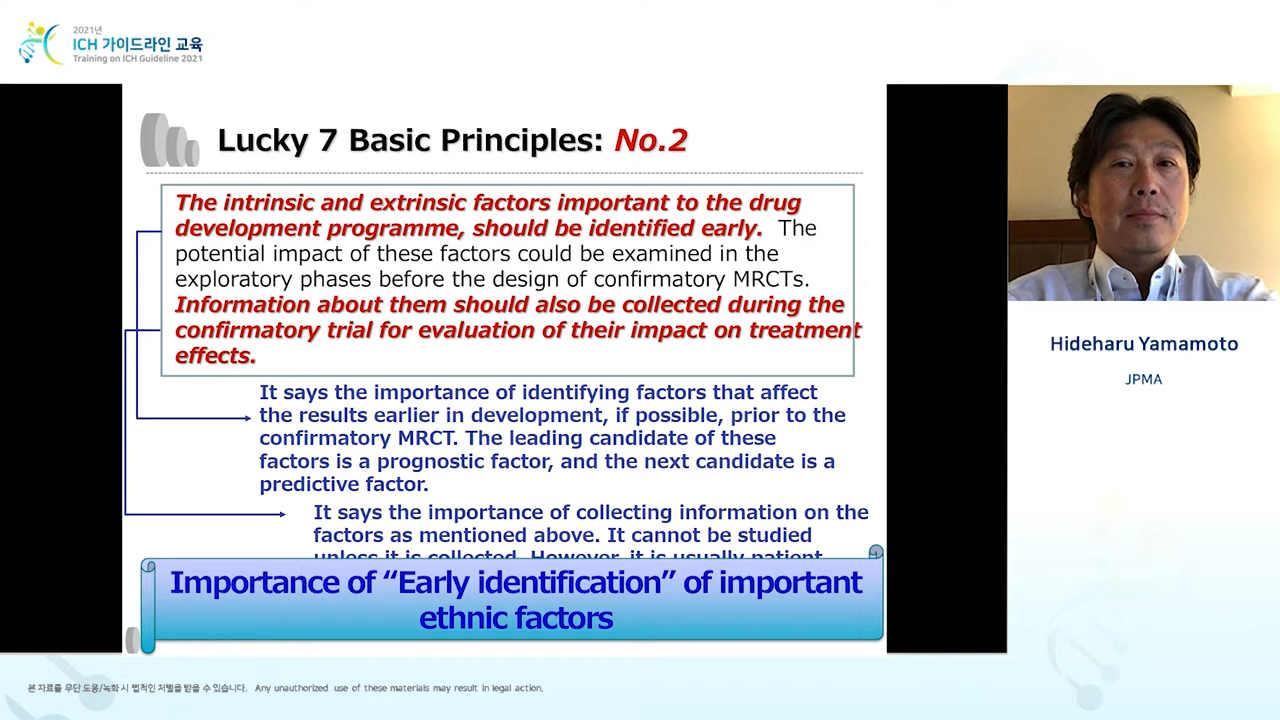 2021년
ICH 가이드라인 교육
Training on ICH Guideline 2021
Lucky 7 Basic Principles: No.2
The intrinsic and extrinsic factors important to the drug
development programme, should be identified early. The
potential impact of these factors could be examined in the
exploratory phases before the design of confirmatory MRCTs.
Information about them should also be collected during the
confirmatory trial for evaluation of their impact on treatment
effects.
It says the importance of identifying factors that affect
the results earlier in development, if possible, prior to the
confirmatory MRCT. The leading candidate of these
factors is a prognostic factor, and the next candidate is a
predictive factor.
It says the importance of collecting information on the
factors as mentioned above. It cannot be studied
unless it is collected. However, it is usually patient
Importance of “Early identification” of important
ethnic factors
Hideharu Yamamoto
JPMA
본 자료를 무단 도용/녹화 시 법적인 처벌을 받을 수 있습니다. Any unauthorized use of these materials may result in legal action.